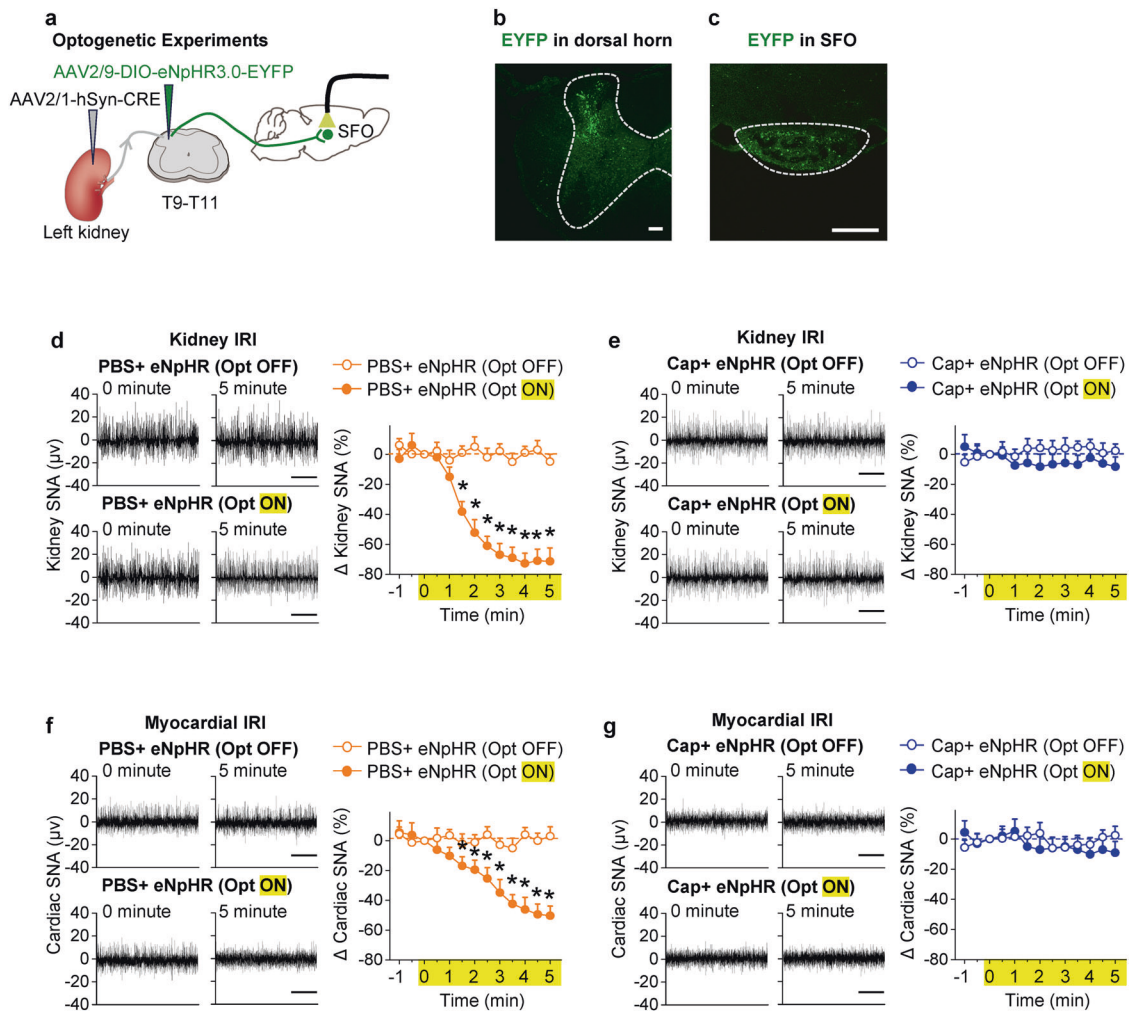 a
Optogenetic Experiments
AAV2/9-DIO-eNpHR3.0-EYFP
AAV2/1-hSyn-CRE
SFO
T9-T11
Left kidney
b
EYFP in dorsal horn
c
EYFP in SFO
d
Kidney IRI
PBS+ eNpHR (Opt OFF)
0 minute
5 minute
40
20
0
-20
-40
PBS+ eNpHR (Opt ON)
0 minute
5 minute
40
20
0
-20
-40
Kidney SNA (μv)
PBS+ eNpHR (Opt OFF)
PBS+ eNpHR (Opt ON)
Δ Kidney SNA (%)
0
-20
-40
-60
-80
* * * * * * * *
-1 0 1 2 3 4 5
Time (min)
e
Kidney IRI
Cap+ eNpHR (Opt OFF)
0 minute
5 minute
40
20
0
-20
-40
Cap+ eNpHR (Opt ON)
0 minute
5 minute
40
20
0
-20
-40
Kidney SNA (μv)
Cap+ eNpHR (Opt OFF)
Cap+ eNpHR (Opt ON)
Δ Kidney SNA (%)
0
-20
-40
-60
-80
-1 0 1 2 3 4 5
Time (min)
f
Myocardial IRI
PBS+ eNpHR (Opt OFF)
0 minute
5 minute
40
20
0
-20
-40
PBS+ eNpHR (Opt ON)
0 minute
5 minute
40
20
0
-20
-40
Cardiac SNA (μv)
PBS+ eNpHR (Opt OFF)
PBS+ eNpHR (Opt ON)
Δ Cardiac SNA (%)
0
-20
-40
-60
-80
* * * * * * * *
-1 0 1 2 3 4 5
Time (min)
g
Myocardial IRI
Cap+ eNpHR (Opt OFF)
0 minute
5 minute
40
20
0
-20
-40
Cap+ eNpHR (Opt ON)
0 minute
5 minute
40
20
0
-20
-40
Cardiac SNA (μv)
Cap+ eNpHR (Opt OFF)
Cap+ eNpHR (Opt ON)
Δ Cardiac SNA (%)
0
-20
-40
-60
-80
-1 0 1 2 3 4 5
Time (min)